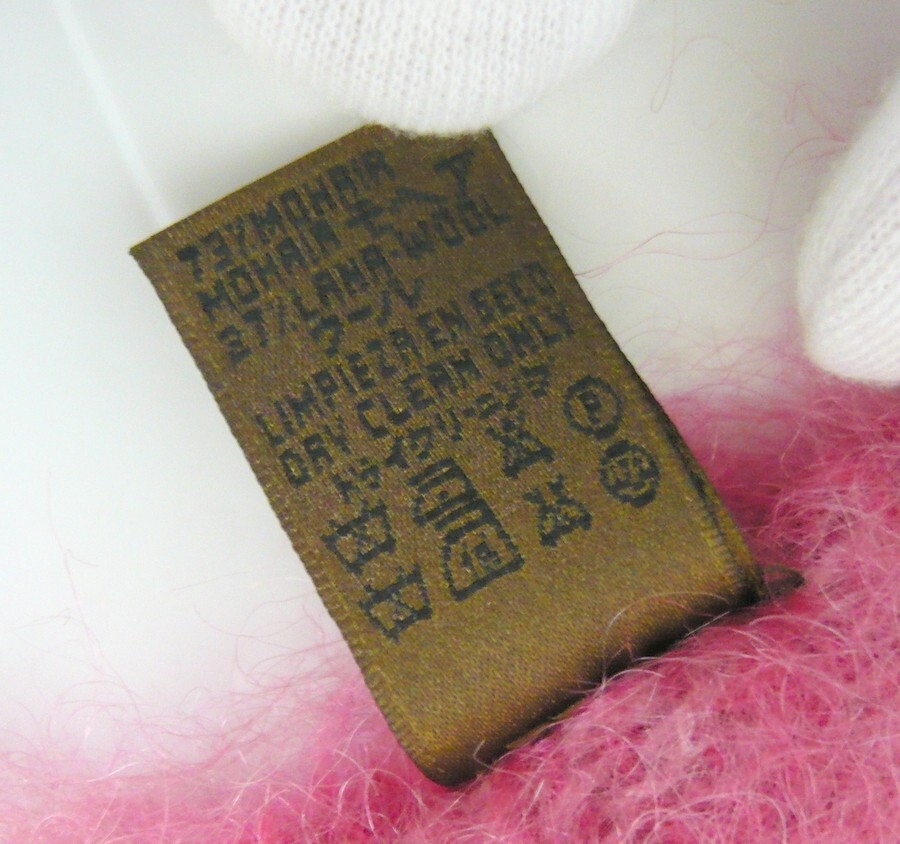 73%MOHAIR
MOHAIR モヘア
27%LANA WOOL
ウール
LIMPIEZA EN SECO
DRY CLEAN ONLY
ドライクリーニング
P